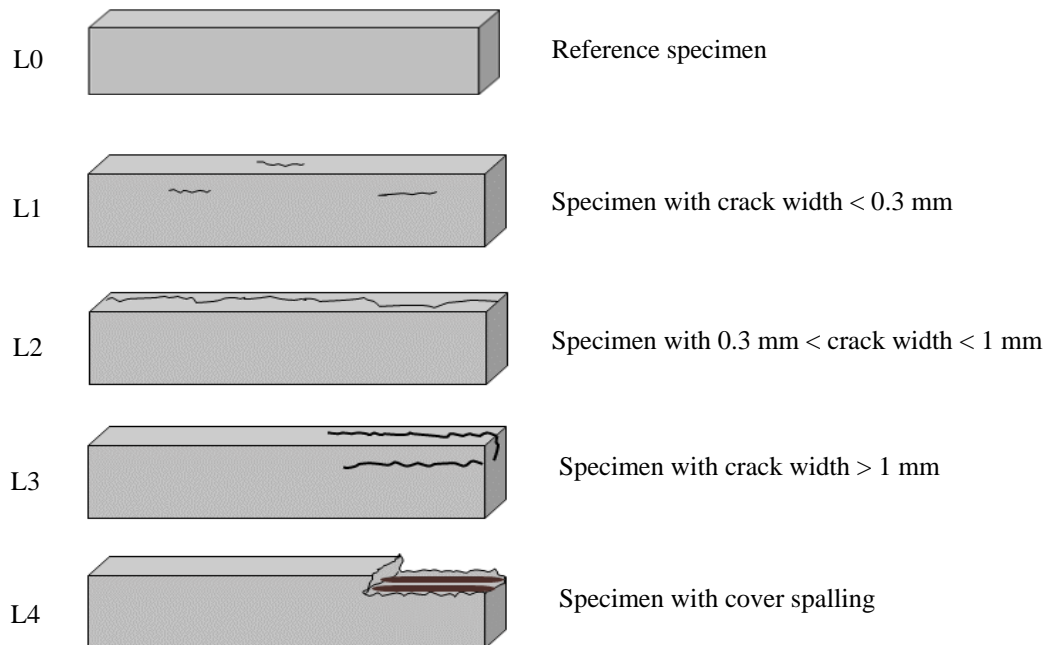 L0 Reference specimen
L1 Specimen with crack width < 0.3 mm
L2 Specimen with 0.3 mm < crack width < 1 mm
L3 Specimen with crack width > 1 mm
L4 Specimen with cover spalling